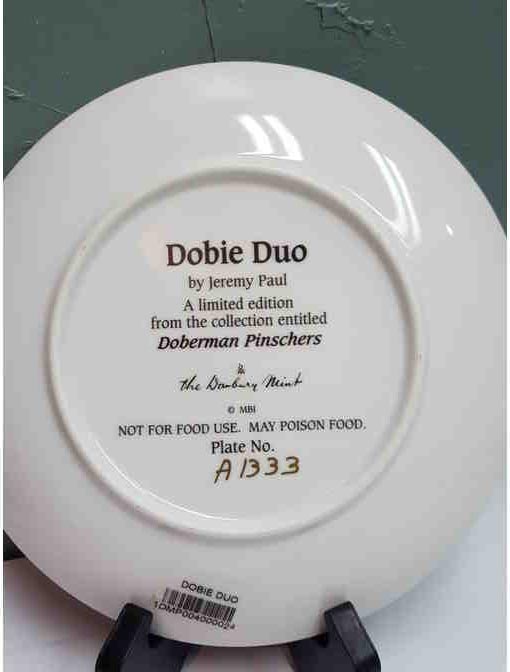 Dobie Duo
by Jeremy Paul
A limited edition
from the collection entitled
Doberman Pinschers
the Danbury Mint
© MBI
NOT FOR FOOD USE. MAY POISON FOOD.
Plate No.
A1333
DOBIE DUO